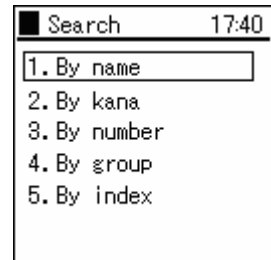 Search 17:40
1. By name
2. By kana
3. By number
4. By group
5. By index